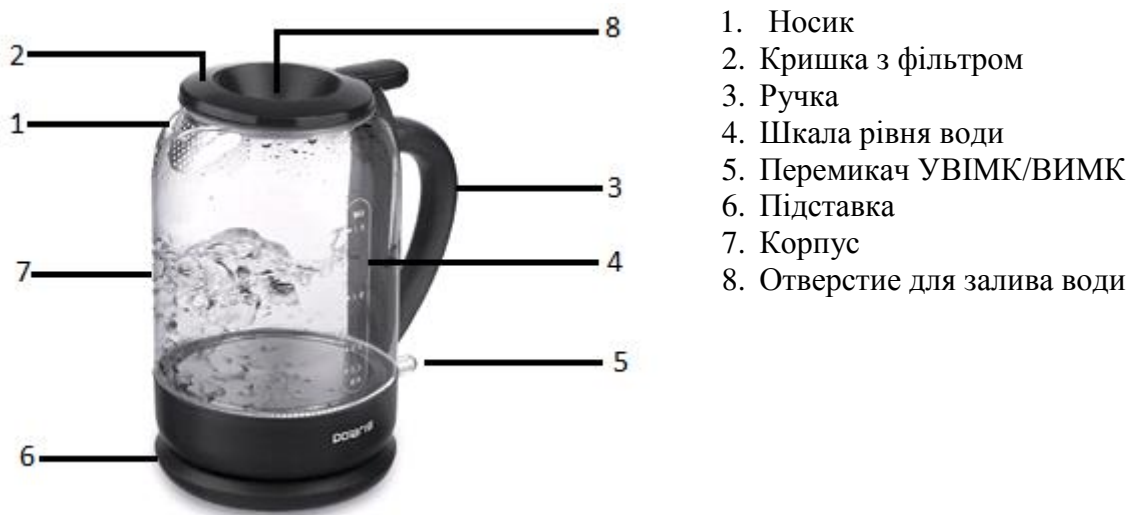 8
2
1
3
4
7
5
6
polaris
1. Носик
2. Кришка з фільтром
3. Ручка
4. Шкала рівня води
5. Перемикач УВІМК/ВИМК
6. Підставка
7. Корпус
8. Отверстие для залива води